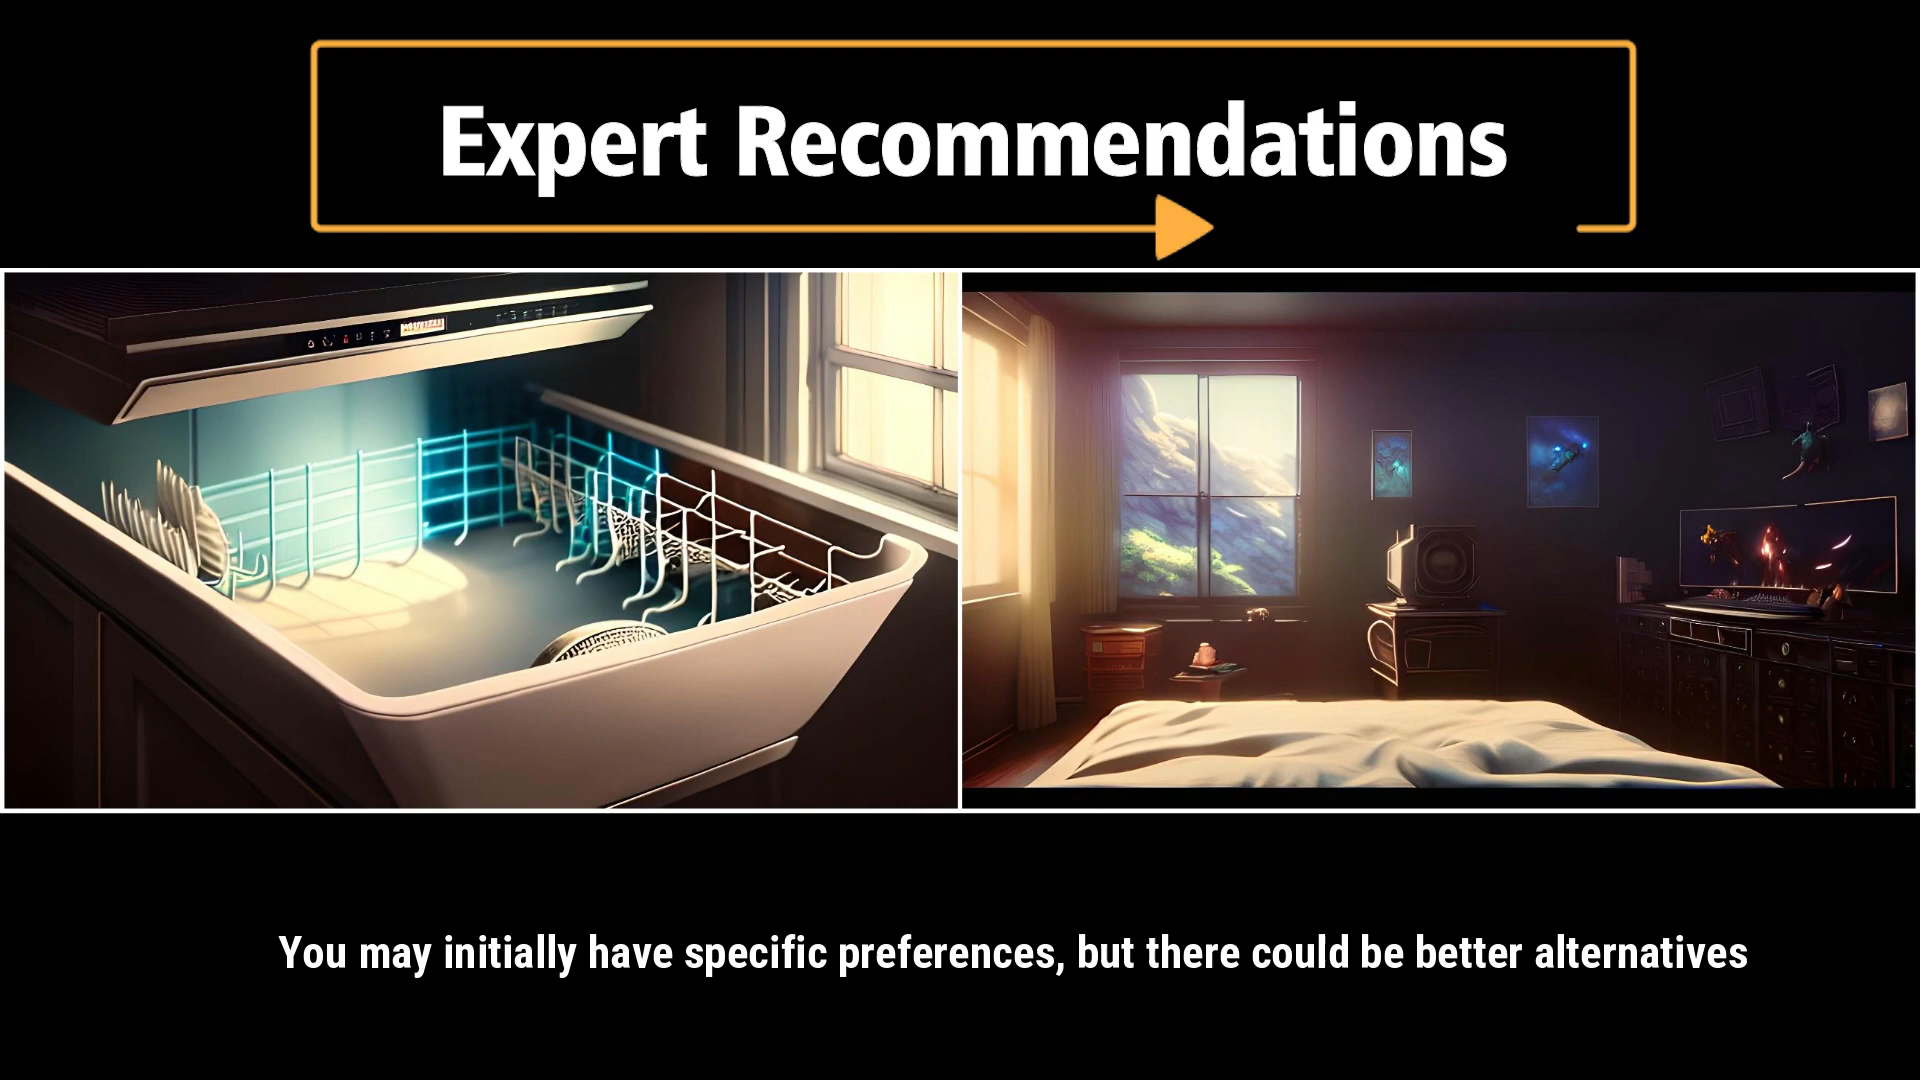 Expert Recommendations
You may initially have specific preferences, but there could be better alternatives